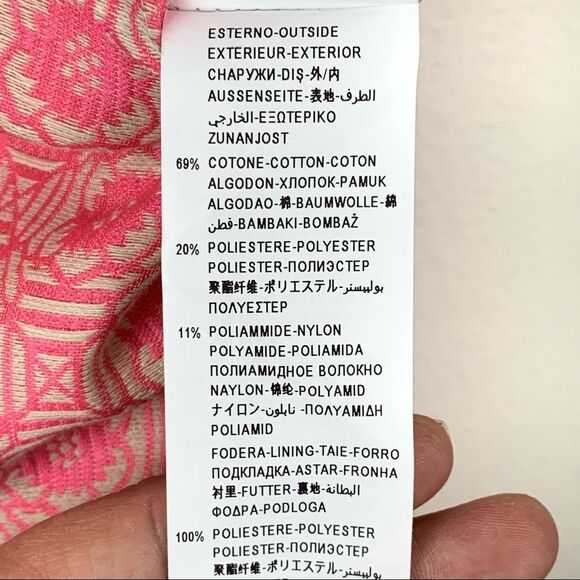 ESTERNO-OUTSIDE
EXTERIEUR-EXTERIOR
СНАРУЖИ-DIŞ-外/内
AUSSENSEITE-表地-الطرف
الخارجي-ΕΞΩΤΕΡΙΚΟ
ZUNANJOST
69% COTONE-COTTON-COTON
ALGODON-ХЛОПОК-PAMUK
ALGODAO-棉-BAUMWOLLE-綿
قطن-BAMBAKI-BOMBAŽ
20% POLIESTERE-POLYESTER
POLIESTER-ПОЛИЭСТЕР
聚酯纤维-ポリエステル-بوليستر
ΠΟΛΥΕΣΤΕΡ
11% POLIAMMIDE-NYLON
POLYAMIDE-POLIAMIDA
ПОЛИАМИДНОЕ ВОЛОКНО
NAYLON-锦纶-POLYAMID
ナイロン-نايلون-ΠΟΛΥΑΜΙΔΗ
POLIAMID
FODERA-LINING-TAIE-FORRO
ПОДКЛАДКА-ASTAR-FRONHA
衬里-FUTTER-裏地-البطانة
ΦΟΔΡΑ-PODLOGA
100% POLIESTERE-POLYESTER
POLIESTER-ПОЛИЭСТЕР
聚酯纤维-ポリエステル-بوليستر